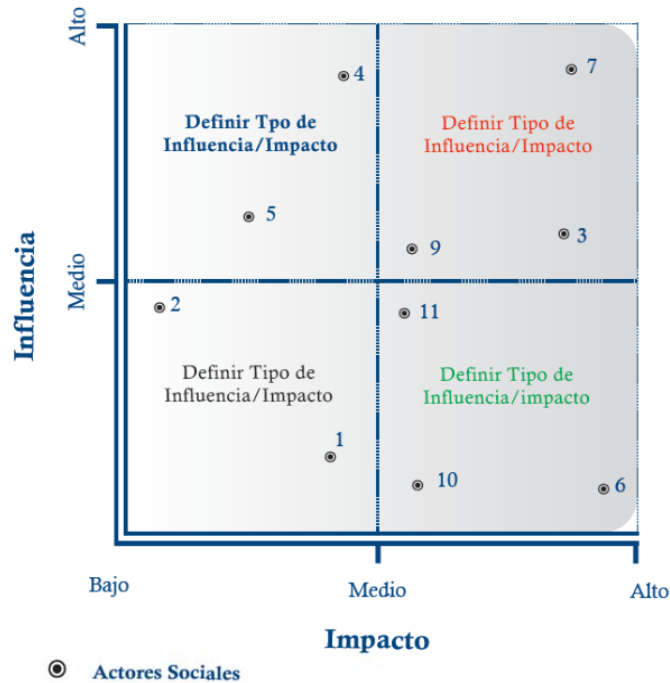 Alto
4
7
Definir Tpo de
Influencia/Impacto
Definir Tipo de
Influencia/Impacto
5
3
9
Influencia
Medio
2
11
Definir Tipo de
Influencia/Impacto
Definir Tipo de
Influencia/impacto
1
10
6
Bajo
Medio
Alto
Impacto
Actores Sociales